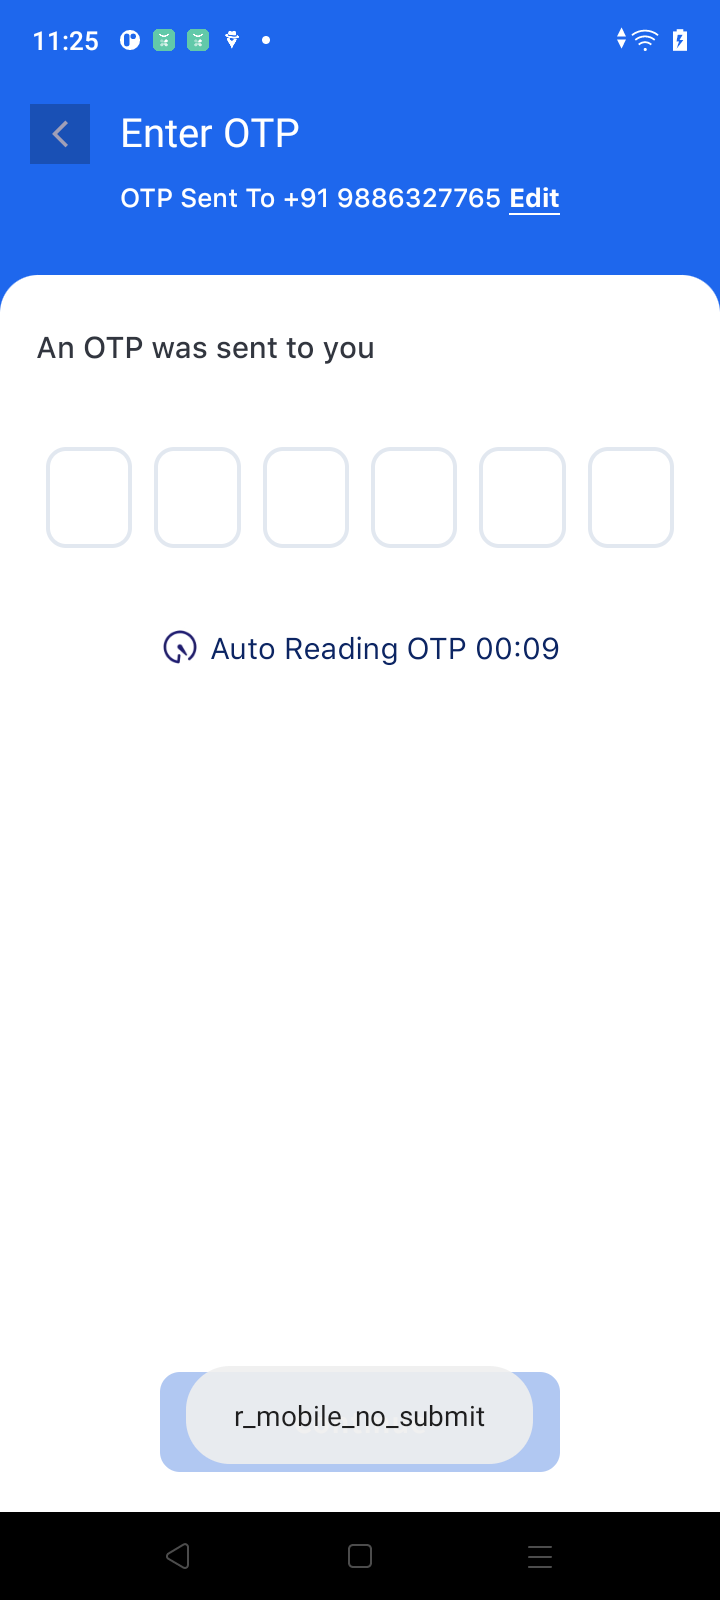 11:25
Enter OTP
OTP Sent To +91 9886327765 Edit
An OTP was sent to you
Auto Reading OTP 00:09
r_mobile_no_submit